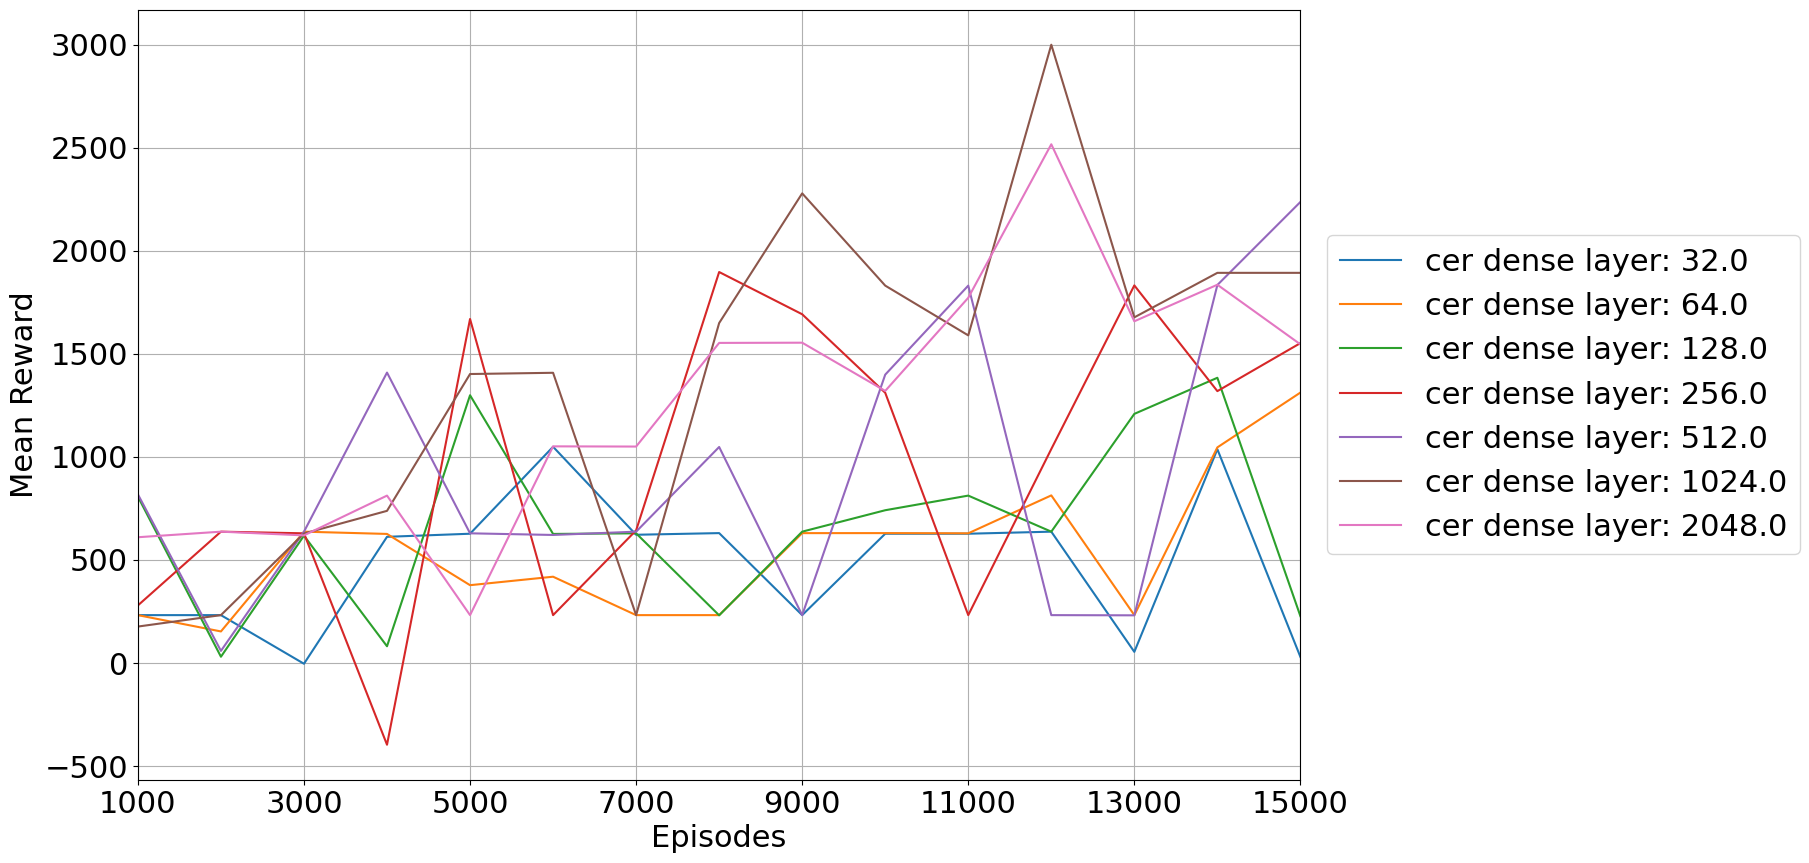 3000
2500
2000
1500
1000
500
0
−500
Mean Reward
1000 3000 5000 7000 9000 11000 13000 15000
Episodes
cer dense layer: 32.0
cer dense layer: 64.0
cer dense layer: 128.0
cer dense layer: 256.0
cer dense layer: 512.0
cer dense layer: 1024.0
cer dense layer: 2048.0